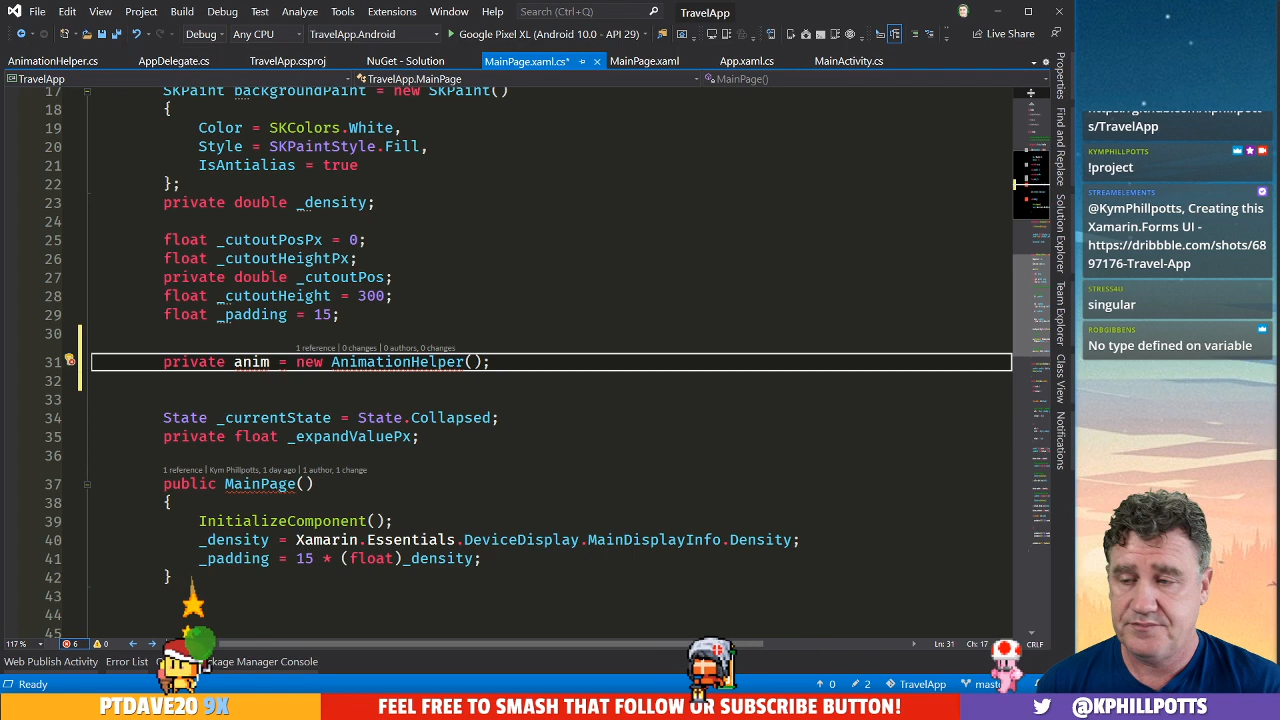 File Edit View Project Build Debug Test Analyze Tools Extensions Window Help Search (Ctrl+Q) TravelApp
Debug Any CPU TravelApp.Android Google Pixel XL (Android 10.0 - API 29) Live Share
AnimationHelper.cs AppDelegate.cs TravelApp.csproj NuGet - Solution MainPage.xaml.cs* MainPage.xaml App.xaml.cs MainActivity.cs
TravelApp TravelApp.MainPage MainPage()
17 SKPaint backgroundPaint = new SKPaint()
18 {
19 Color = SKColors.White,
20 Style = SKPaintStyle.Fill,
21 IsAntialias = true
22 };
23 private double _density;
24
25 float _cutoutPosPx = 0;
26 float _cutoutHeightPx;
27 private double _cutoutPos;
28 float _cutoutHeight = 300;
29 float _padding = 15;
30
1 reference | 0 changes | 0 authors, 0 changes
31 private anim = new AnimationHelper();
32
33
34 State _currentState = State.Collapsed;
35 private float _expandValuePx;
36
1 reference | Kym Phillpotts, 1 day ago | 1 author, 1 change
37 public MainPage()
38 {
39 InitializeComponent();
40 _density = Xamarin.Essentials.DeviceDisplay.MainDisplayInfo.Density;
41 _padding = 15 * (float)_density;
42 }
43
44
45
117 % 6 0 Ln: 31 Ch: 17 CRLF
Web Publish Activity Error List ckage Manager Console
Ready 0 2 TravelApp
Properties
Find and Replace
Solution Explorer
Team Explorer
Class View
Notifications
/TravelApp
KYMPHILLPOTTS
!project
STREAMELEMENTS
@KymPhillpotts, Creating this
Xamarin.Forms UI -
https://dribbble.com/shots/68
97176-Travel-App
STRESS4U
singular
ROBGIBBENS
No type defined on variable
PTDAVE20 9X
FEEL FREE TO SMASH THAT FOLLOW OR SUBSCRIBE BUTTON!
@KPHILLPOTTS